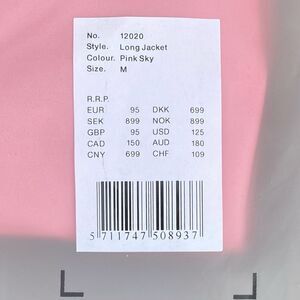 No. 12020
Style. Long Jacket
Colour. Pink Sky
Size. M
R.R.P.
EUR 95 DKK 699
SEK 899 NOK 899
GBP 95 USD 125
CAD 150 AUD 180
CNY 699 CHF 109
5 711747 508937